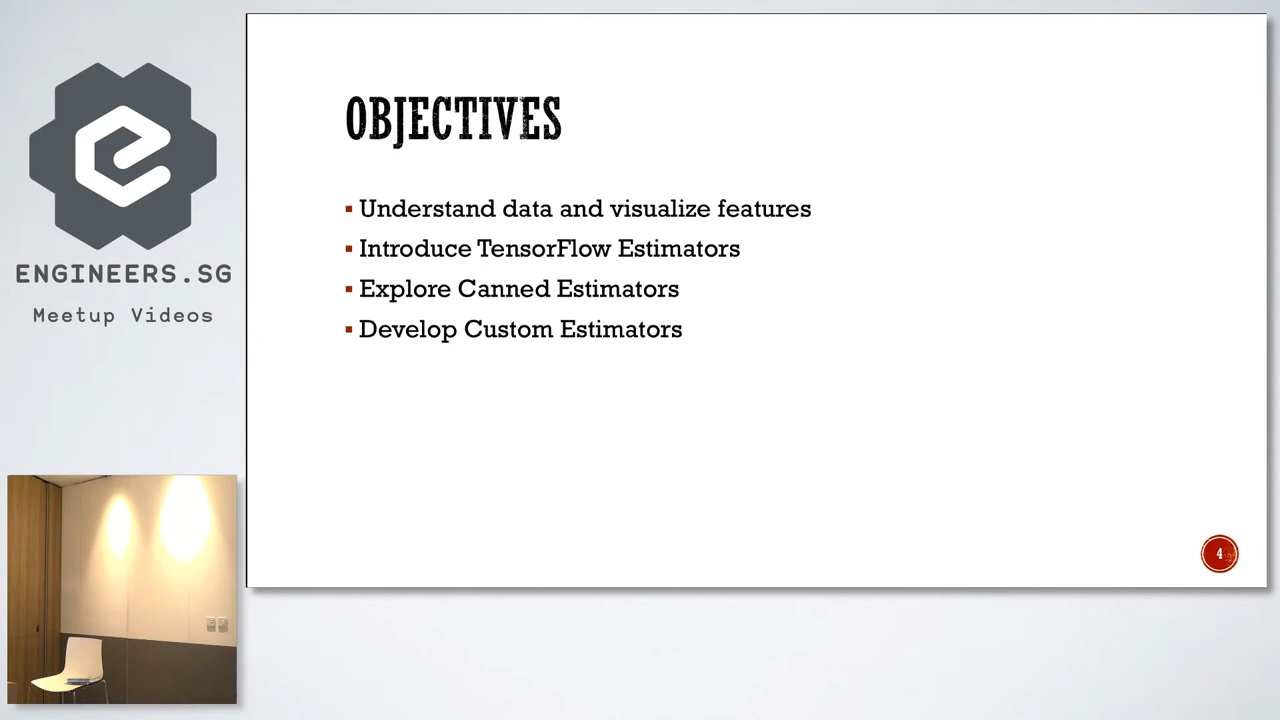 ENGINEERS.SG
Meetup Videos
OBJECTIVES
▪ Understand data and visualize features
▪ Introduce TensorFlow Estimators
▪ Explore Canned Estimators
▪ Develop Custom Estimators
4